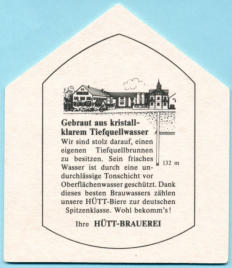 Gebraut aus kristall-
klarem Tiefquellwasser
Wir sind stolz darauf, einen
eigenen Tiefquellbrunnen
zu besitzen. Sein frisches
132 m
Wasser ist durch eine un-
durchlässige Tonschicht vor
Oberflächenwasser geschützt. Dank
dieses besten Brauwassers zählen
unsere HÜTT-Biere zur deutschen
Spitzenklasse. Wohl bekomm's!
Ihre HÜTT-BRAUEREI